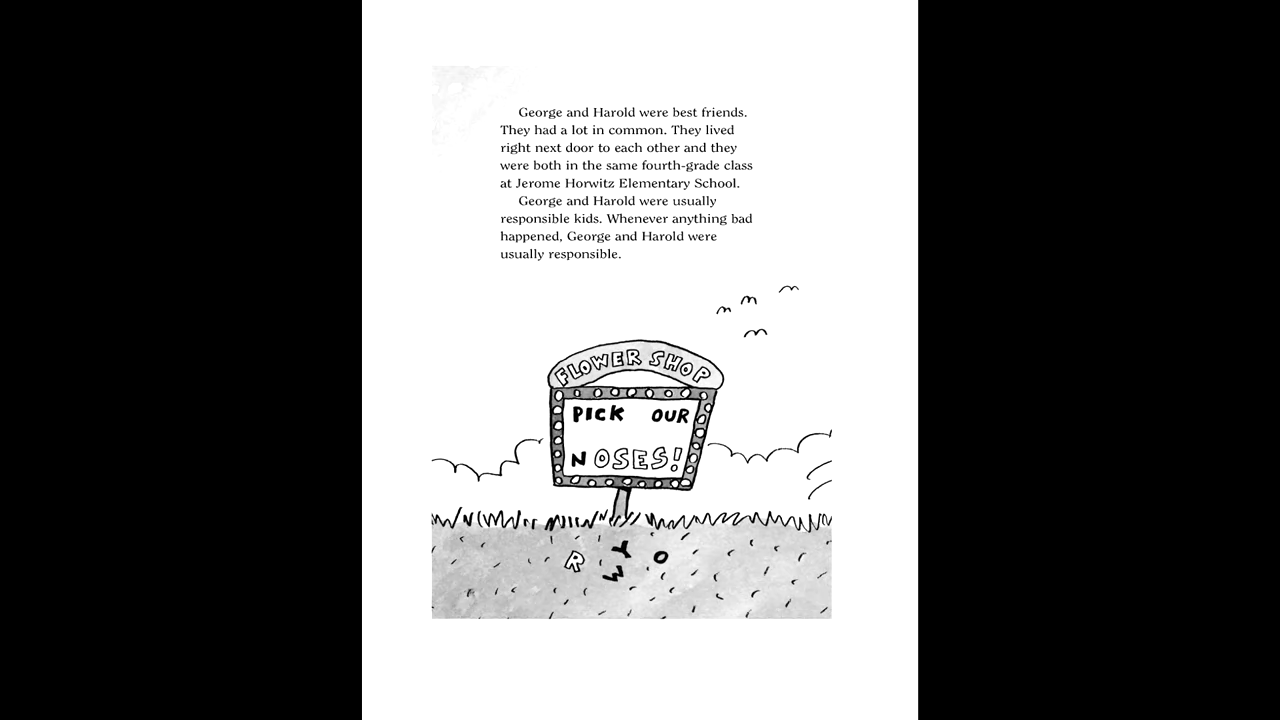 George and Harold were best friends.
They had a lot in common. They lived
right next door to each other and they
were both in the same fourth-grade class
at Jerome Horwitz Elementary School.
George and Harold were usually
responsible kids. Whenever anything bad
happened, George and Harold were
usually responsible.
FLOWER SHOP
PICK OUR
NOSES!
R Y O
W